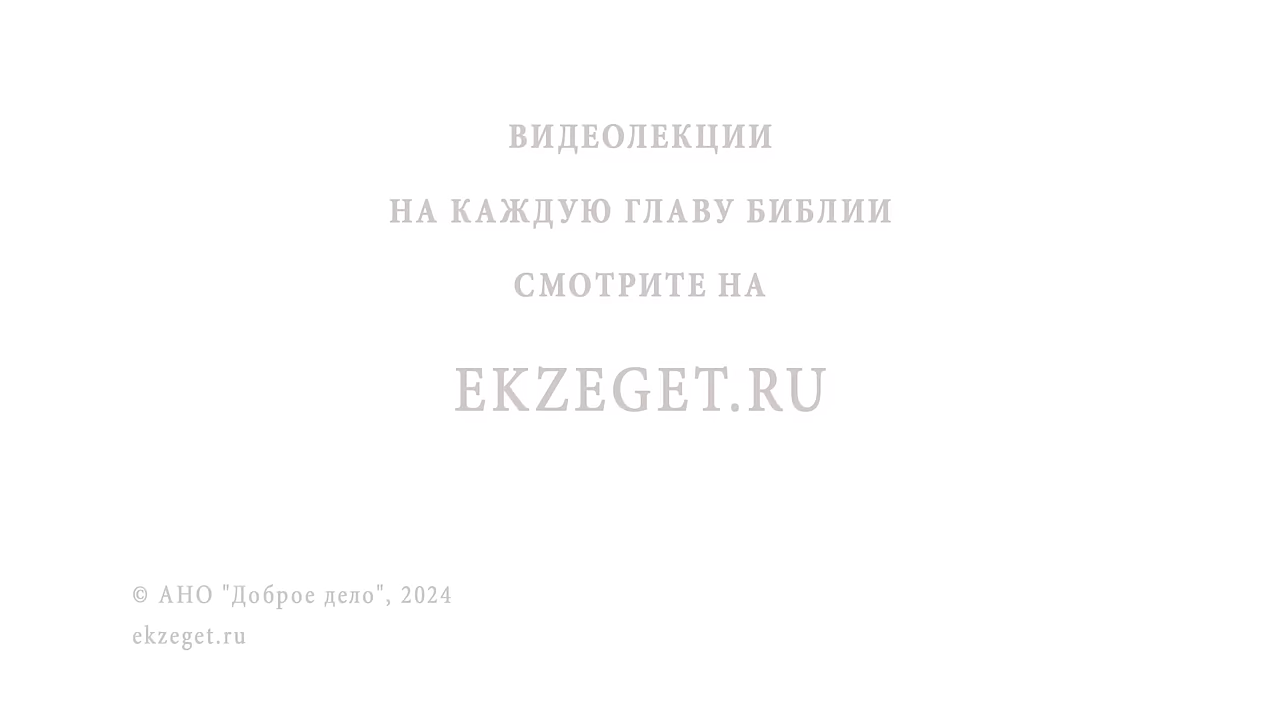 ВИДЕОЛЕКЦИИ
НА КАЖДУЮ ГЛАВУ БИБЛИИ
СМОТРИТЕ НА
EKZEGET.RU
© АНО "Доброе дело", 2024
ekzeget.ru